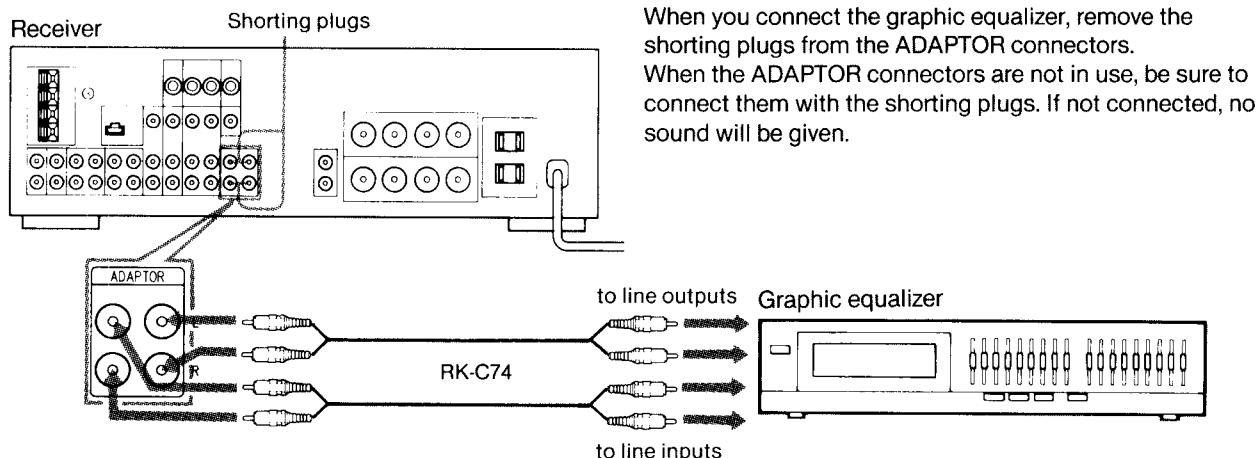 Receiver
Shorting plugs
When you connect the graphic equalizer, remove the
shorting plugs from the ADAPTOR connectors.
When the ADAPTOR connectors are not in use, be sure to
connect them with the shorting plugs. If not connected, no
sound will be given.
ADAPTOR
L
R
RK-C74
to line outputs
Graphic equalizer
to line inputs